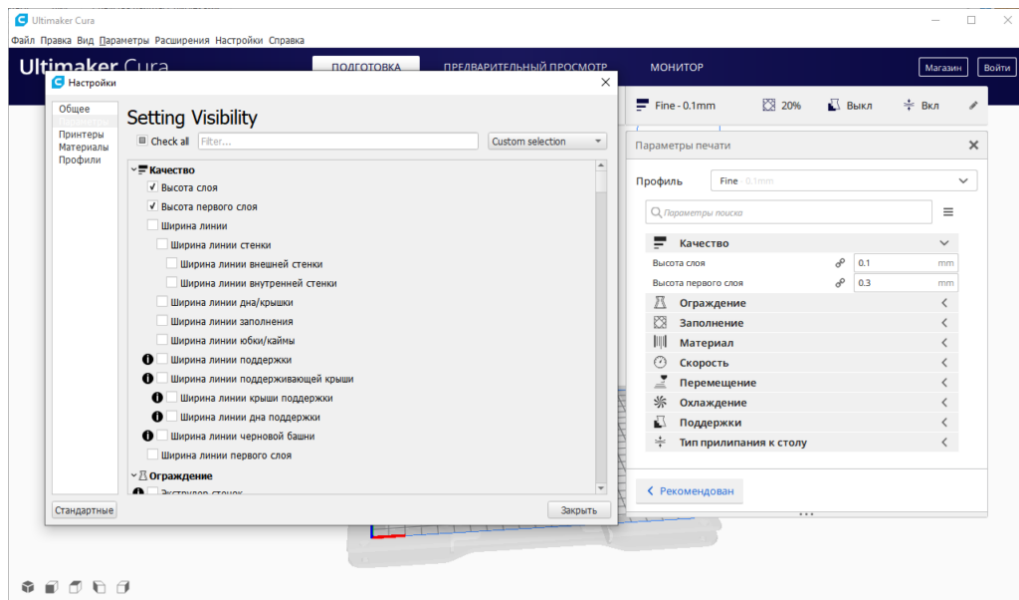 Ultimaker Cura
Файл Правка Вид Параметры Расширения Настройки Справка
Ultimaker Cura
ПОДГОТОВКА
ПРЕДВАРИТЕЛЬНЫЙ ПРОСМОТР
МОНИТОР
Магазин
Войти
Fine - 0.1mm
20%
Выкл
Вкл
Настройки
Общее
Параметры
Принтеры
Материалы
Профили
Setting Visibility
Check all
Filter...
Custom selection
Качество
Высота слоя
Высота первого слоя
Ширина линии
Ширина линии стенки
Ширина линии внешней стенки
Ширина линии внутренней стенки
Ширина линии дна/крышки
Ширина линии заполнения
Ширина линии юбки/каймы
Ширина линии поддержки
Ширина линии поддерживающей крыши
Ширина линии крыши поддержки
Ширина линии дна поддержки
Ширина линии черновой башни
Ширина линии первого слоя
Ограждение
Экструдер стенок
Стандартные
Закрыть
Параметры печати
Профиль
Fine - 0.1mm
Параметры поиска
Качество
Высота слоя 0.1 mm
Высота первого слоя 0.3 mm
Ограждение
Заполнение
Материал
Скорость
Перемещение
Охлаждение
Поддержки
Тип прилипания к столу
Рекомендован